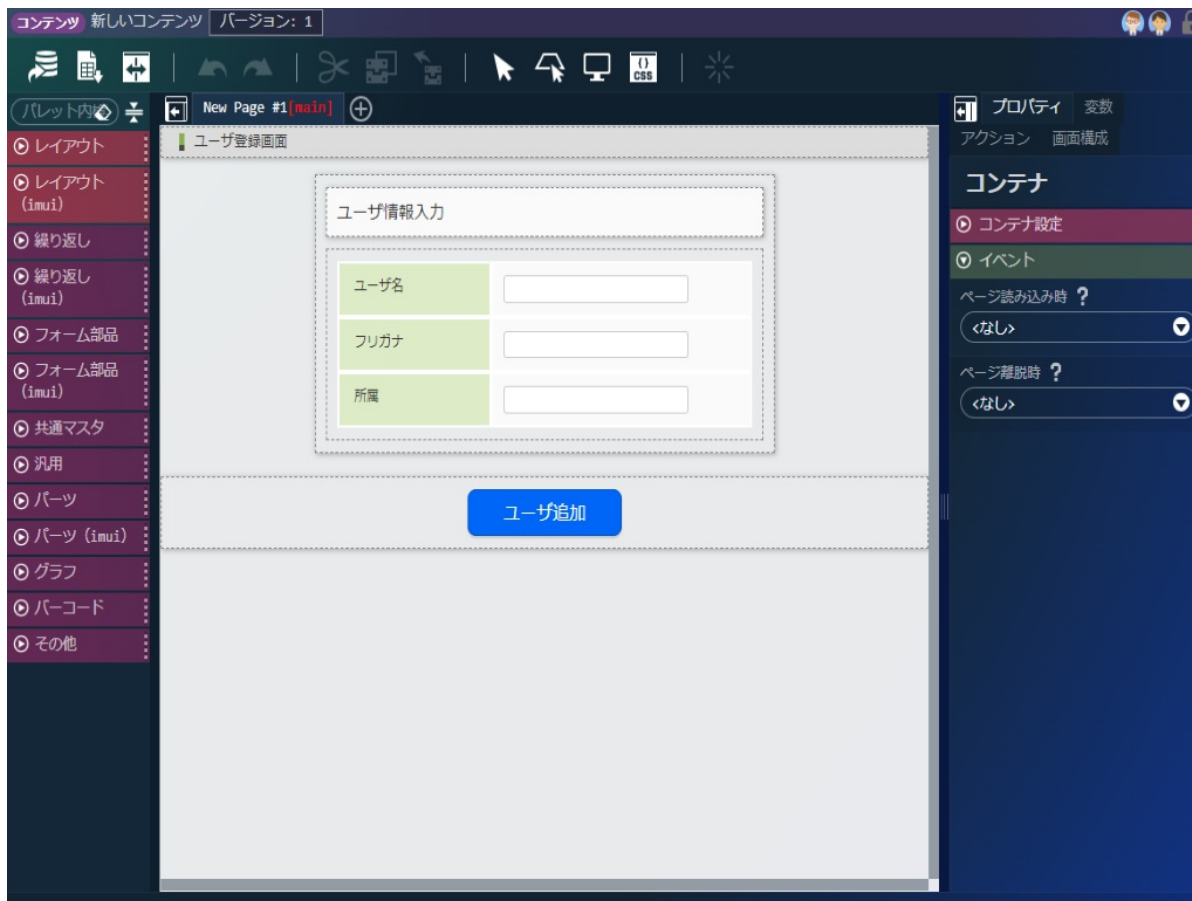 コンテンツ 新しいコンテンツ バージョン: 1
{} CSS
パレット内検
New Page #1[main]
プロパティ 変数
アクション 画面構成
レイアウト
レイアウト
(imui)
繰り返し
繰り返し
(imui)
フォーム部品
フォーム部品
(imui)
共通マスタ
汎用
パーツ
パーツ (imui)
グラフ
バーコード
その他
ユーザ登録画面
ユーザ情報入力
ユーザ名
フリガナ
所属
ユーザ追加
コンテナ
コンテナ設定
イベント
ページ読み込み時 ?
<なし>
ページ離脱時 ?
<なし>